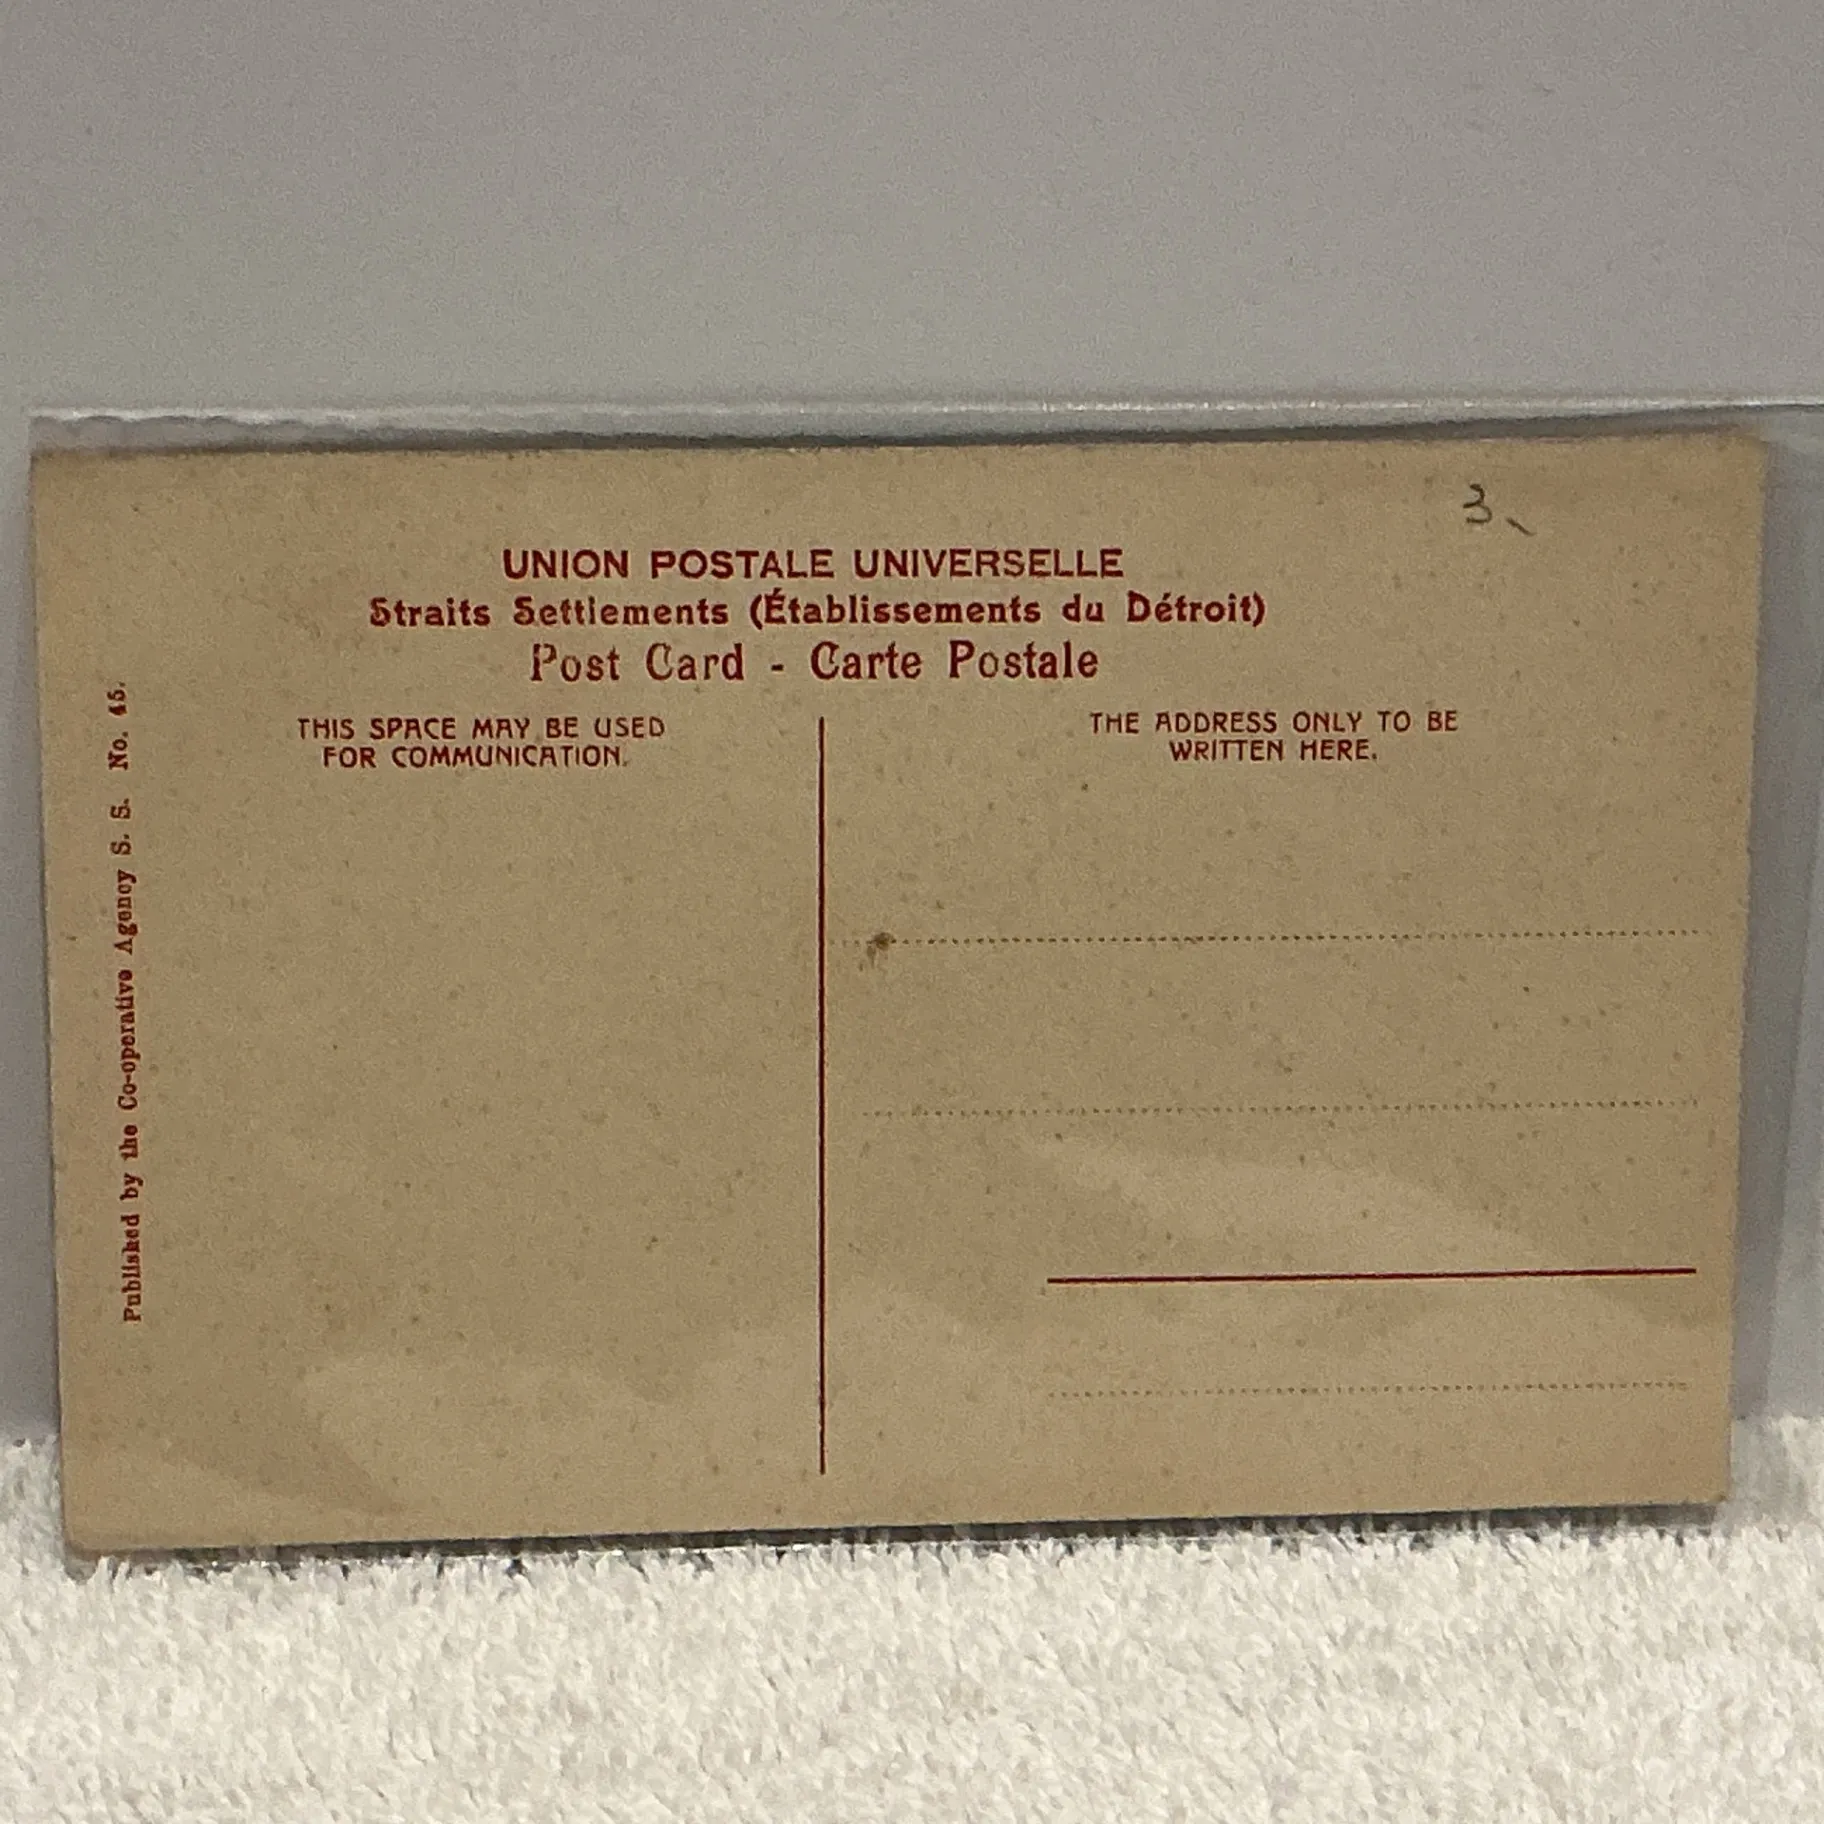 3.
UNION POSTALE UNIVERSELLE
Straits Settlements (Établissements du Détroit)
Post Card - Carte Postale
THIS SPACE MAY BE USED
FOR COMMUNICATION.
THE ADDRESS ONLY TO BE
WRITTEN HERE.
Published by the Co-operative Agency S. S. No. 45.